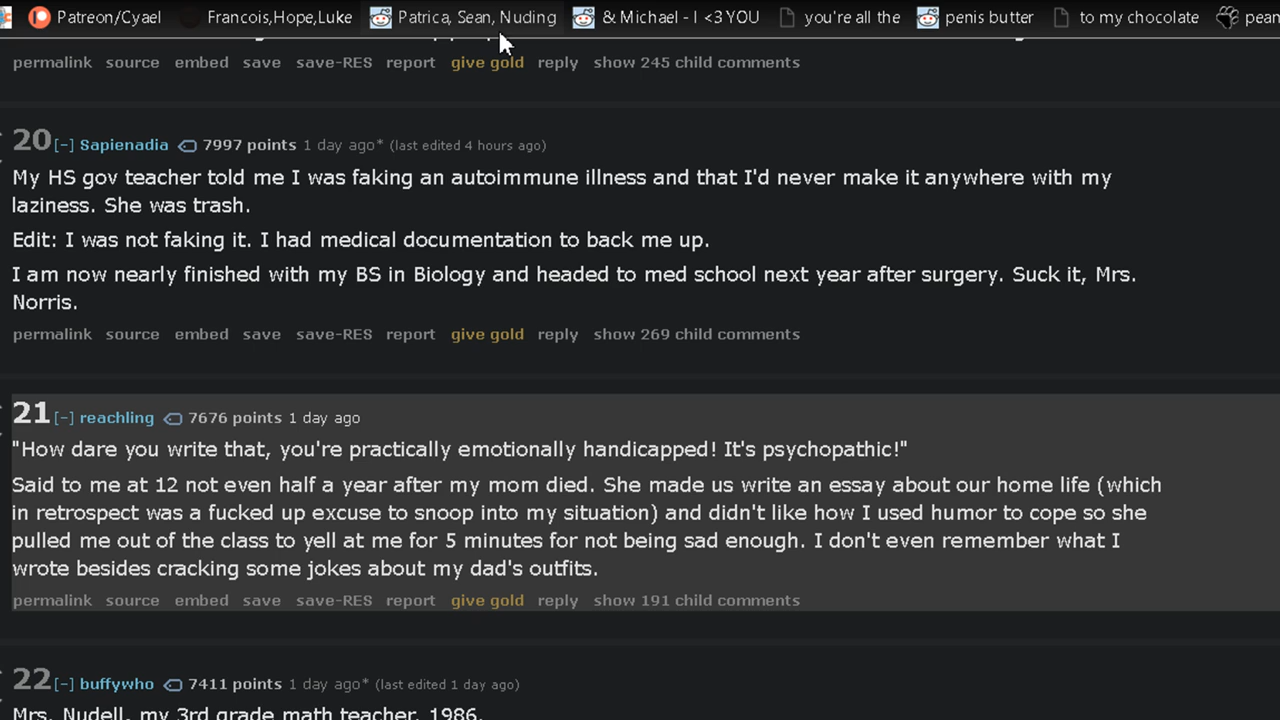 Patreon/Cyael Francois,Hope,Luke Patrica, Sean, Nuding & Michael - I <3 YOU you're all the penis butter to my chocolate
permalink source embed save save-RES report give gold reply show 245 child comments
20 [-] Sapienadia 7997 points 1 day ago* (last edited 4 hours ago)
My HS gov teacher told me I was faking an autoimmune illness and that I'd never make it anywhere with my
laziness. She was trash.
Edit: I was not faking it. I had medical documentation to back me up.
I am now nearly finished with my BS in Biology and headed to med school next year after surgery. Suck it, Mrs.
Norris.
permalink source embed save save-RES report give gold reply show 269 child comments
21 [-] reachling 7676 points 1 day ago
"How dare you write that, you're practically emotionally handicapped! It's psychopathic!"
Said to me at 12 not even half a year after my mom died. She made us write an essay about our home life (which
in retrospect was a fucked up excuse to snoop into my situation) and didn't like how I used humor to cope so she
pulled me out of the class to yell at me for 5 minutes for not being sad enough. I don't even remember what I
wrote besides cracking some jokes about my dad's outfits.
permalink source embed save save-RES report give gold reply show 191 child comments
22 [-] buffywho 7411 points 1 day ago* (last edited 1 day ago)
Mrs. Nudell, my 3rd grade math teacher, 1986.